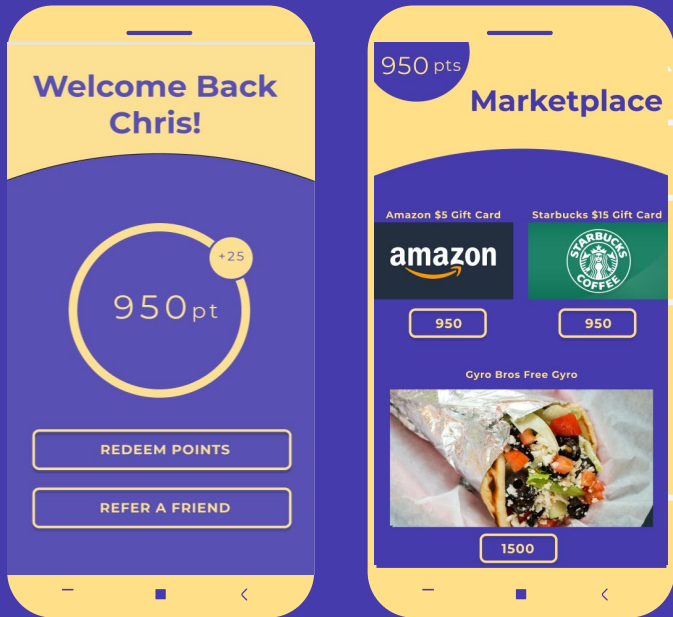 Welcome Back
Chris!
+25
950pt
REDEEM POINTS
REFER A FRIEND
950 pts
Marketplace
Amazon $5 Gift Card
Starbucks $15 Gift Card
amazon
STARBUCKS
COFFEE
950
950
Gyro Bros Free Gyro
1500